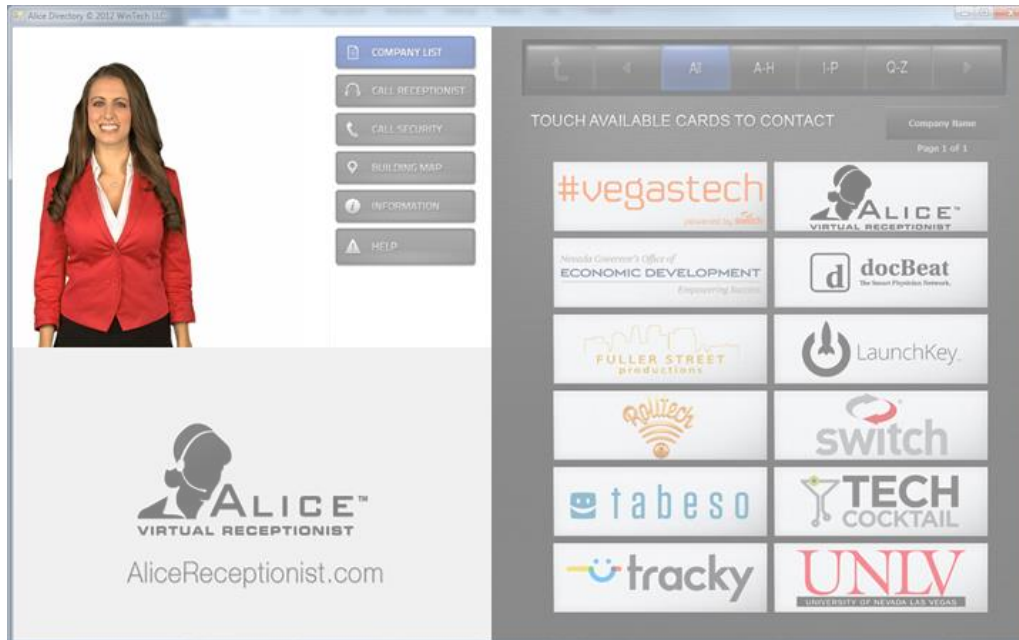 Alice Directory © 2012 WinTech LLC
COMPANY LIST
CALL RECEPTIONIST
CALL SECURITY
BUILDING MAP
INFORMATION
HELP
ALICE™
VIRTUAL RECEPTIONIST
AliceReceptionist.com
All A-H I-P Q-Z
TOUCH AVAILABLE CARDS TO CONTACT
Company Name
Page 1 of 1
#vegastech
powered by switch
ALICE™
VIRTUAL RECEPTIONIST
Nevada Governor's Office of
ECONOMIC DEVELOPMENT
Empowering Success
d docBeat
The Smart Physician Network.
FULLER STREET
productions
LaunchKey
RoliTech
switch
tabeso
TECH
COCKTAIL
tracky
UNLV
UNIVERSITY OF NEVADA LAS VEGAS